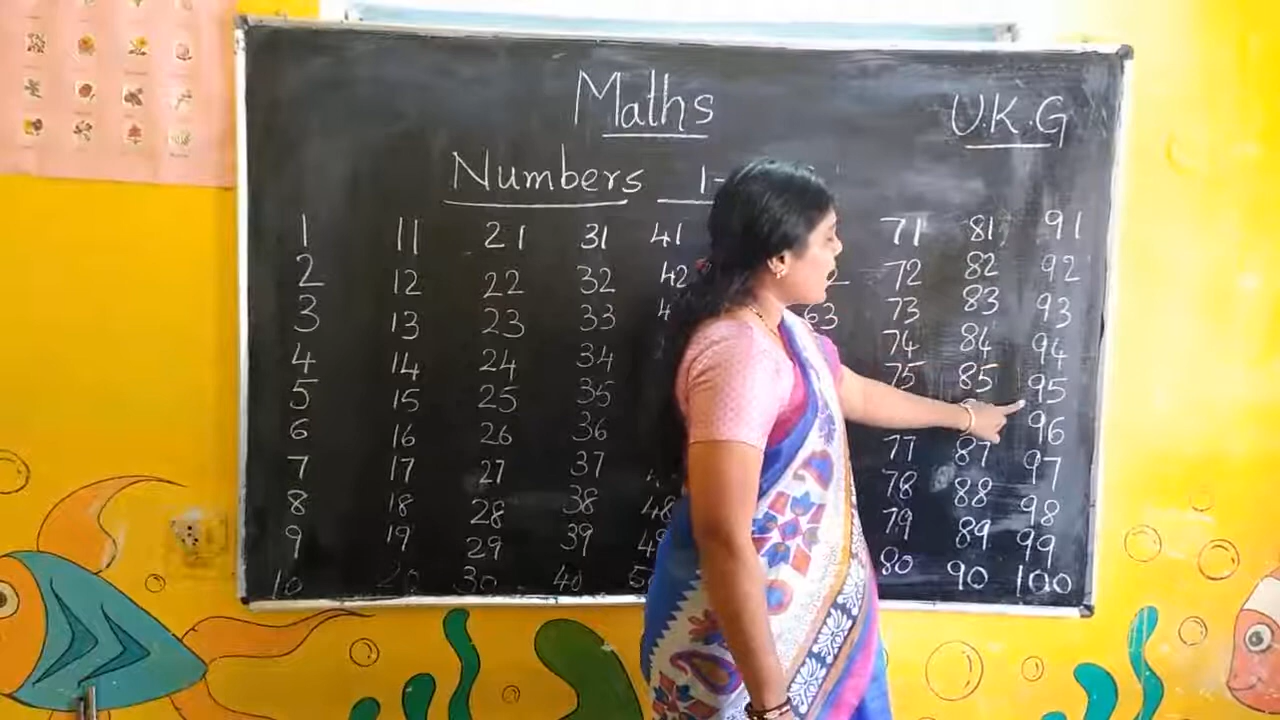 Maths
U.K.G
Numbers 1-
1 11 21 31 41 71 81 91
2 12 22 32 42 72 82 92
3 13 23 33 63 73 83 93
4 14 24 34 74 84 94
5 15 25 35 75 85 95
6 16 26 36 96
7 17 27 37 77 87 97
8 18 28 38 48 78 88 98
9 19 29 39 79 89 99
10 20 30 40 80 90 100